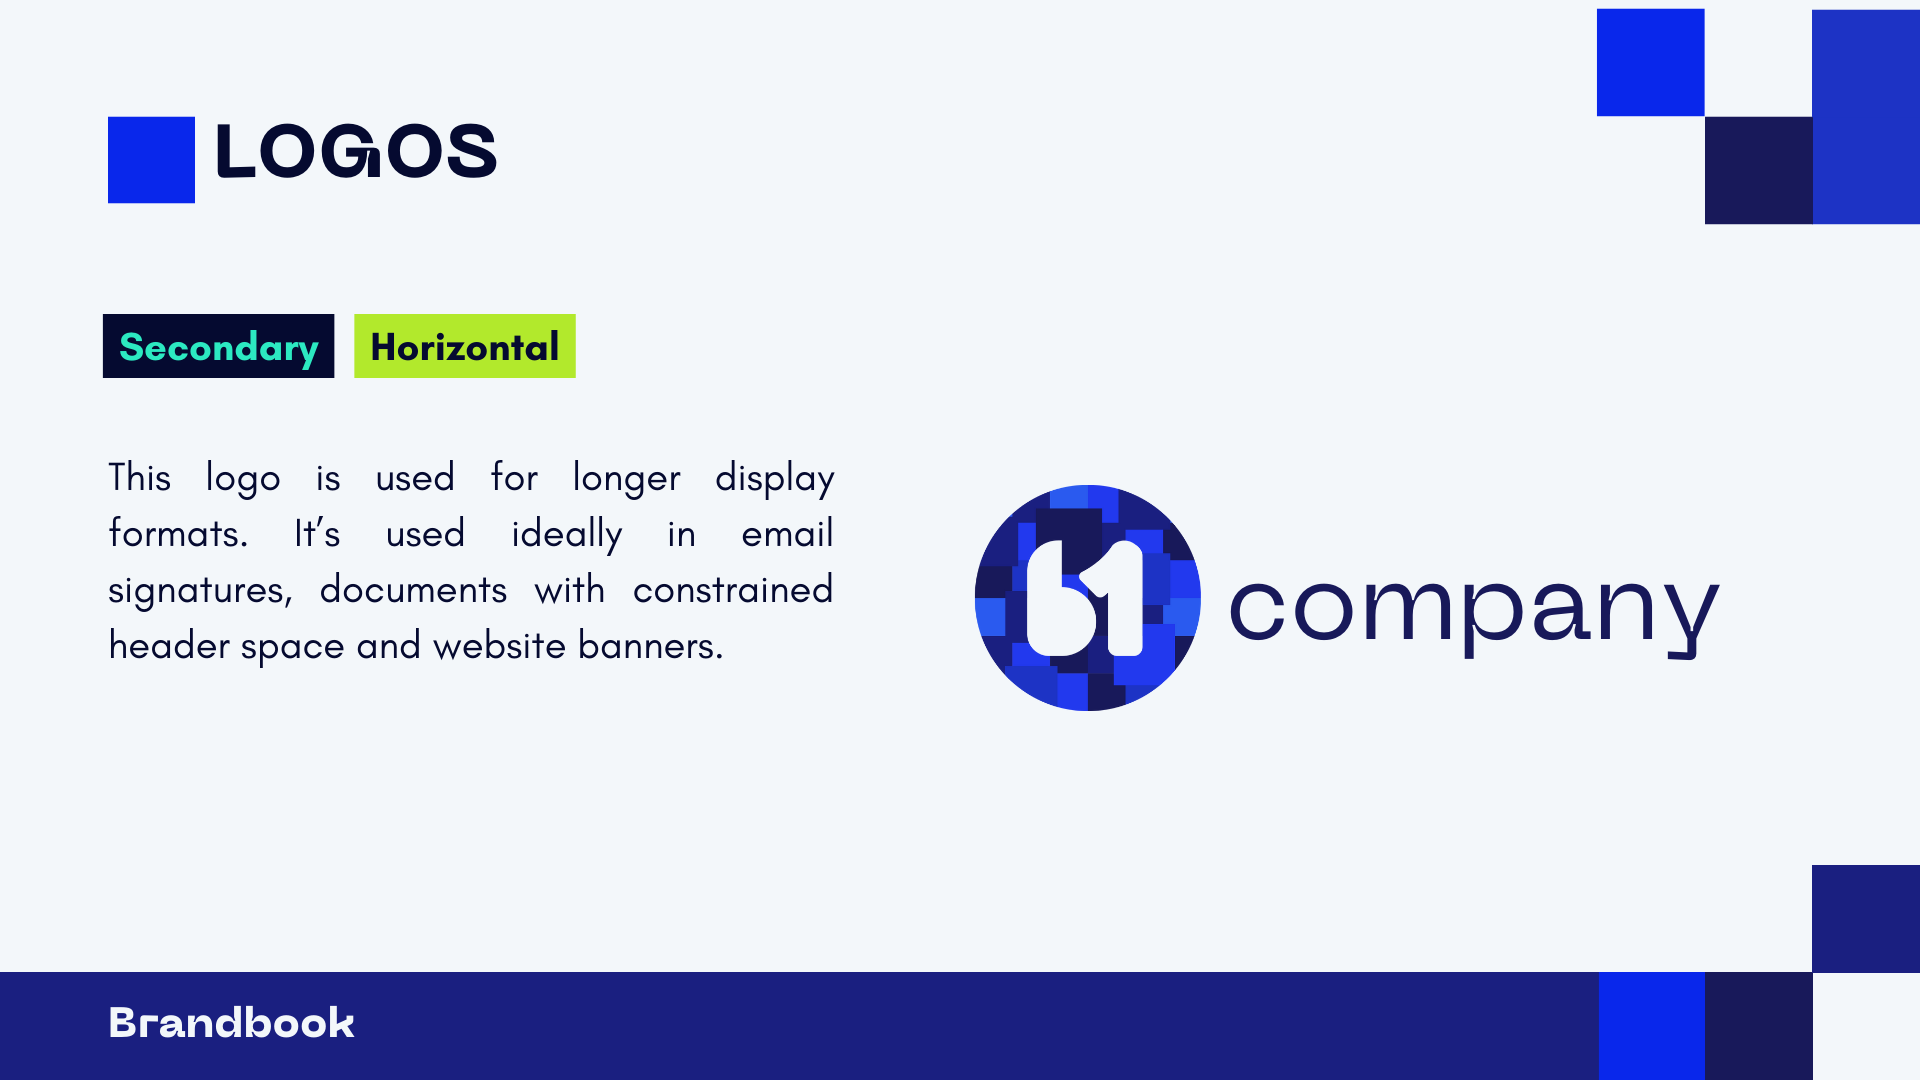 LOGOS
Secondary
Horizontal
This logo is used for longer display
formats. It’s used ideally in email
signatures, documents with constrained
header space and website banners.
b1 company
Brandbook